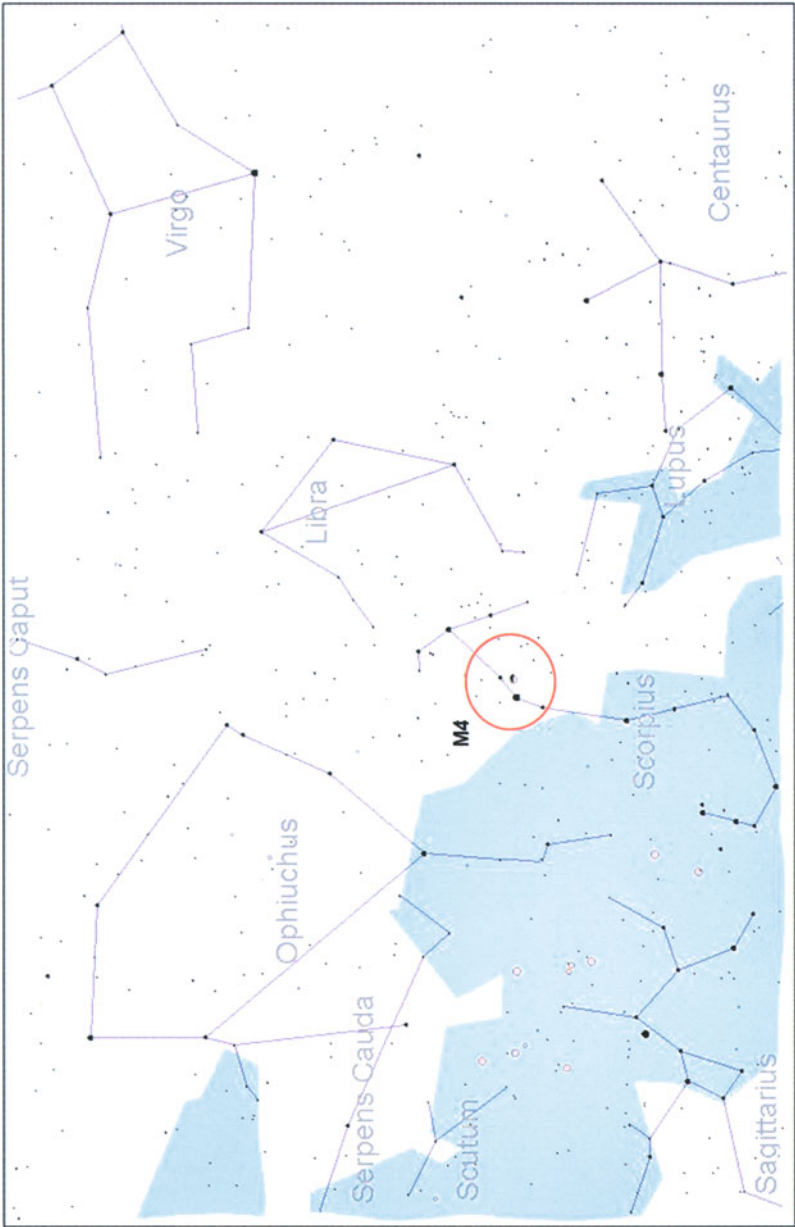 Serpens Caput
Virgo
Centaurus
Libra
Lupus
M4
Scorpius
Ophiuchus
Serpens Cauda
Scutum
Sagittarius